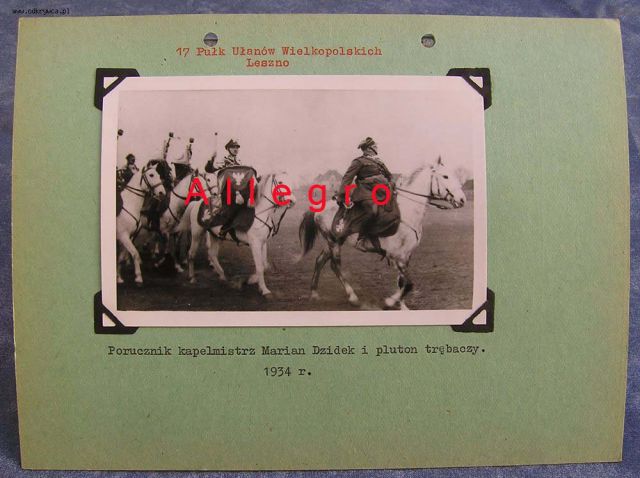 www.odkrywca.pl
17 Pułk Ułanów Wielkopolskich
Leszno
Allegro
Porucznik kapelmistrz Marian Dzidek i pluton trębaczy.
1934 r.